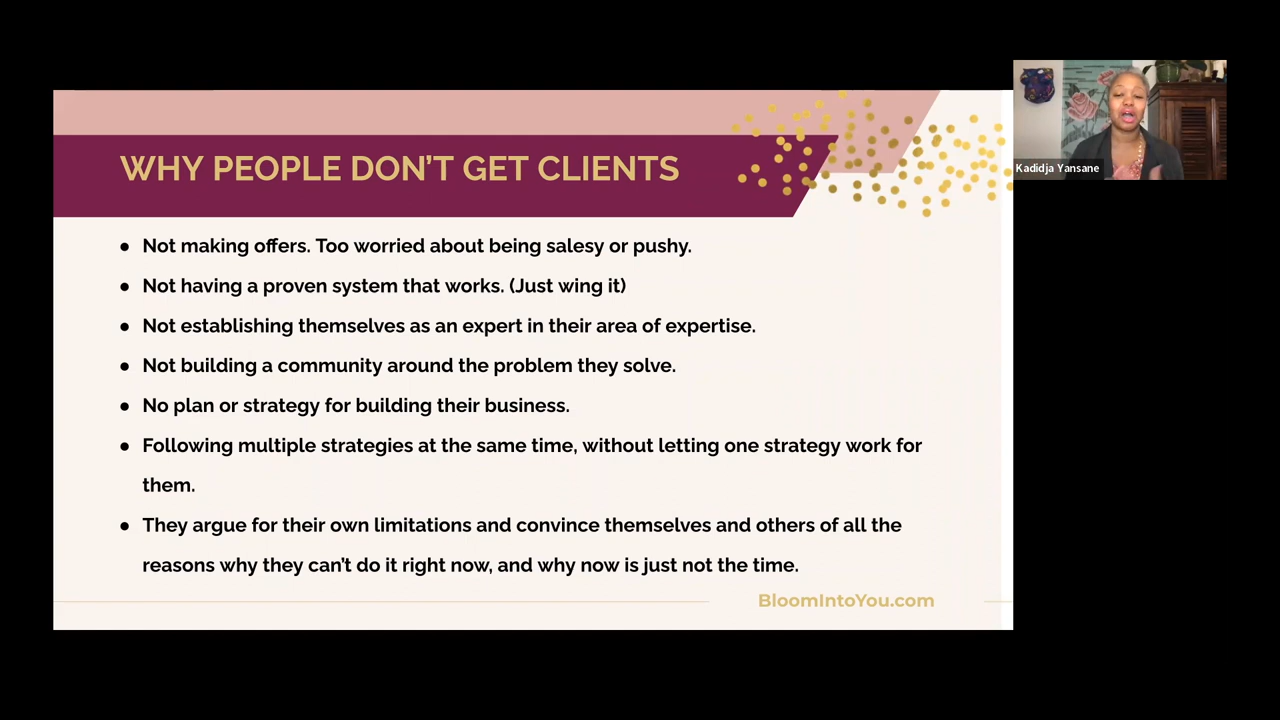 WHY PEOPLE DON'T GET CLIENTS
Kadidja Yansane
● Not making offers. Too worried about being salesy or pushy.
● Not having a proven system that works. (Just wing it)
● Not establishing themselves as an expert in their area of expertise.
● Not building a community around the problem they solve.
● No plan or strategy for building their business.
● Following multiple strategies at the same time, without letting one strategy work for
them.
● They argue for their own limitations and convince themselves and others of all the
reasons why they can't do it right now, and why now is just not the time.
BloomIntoYou.com